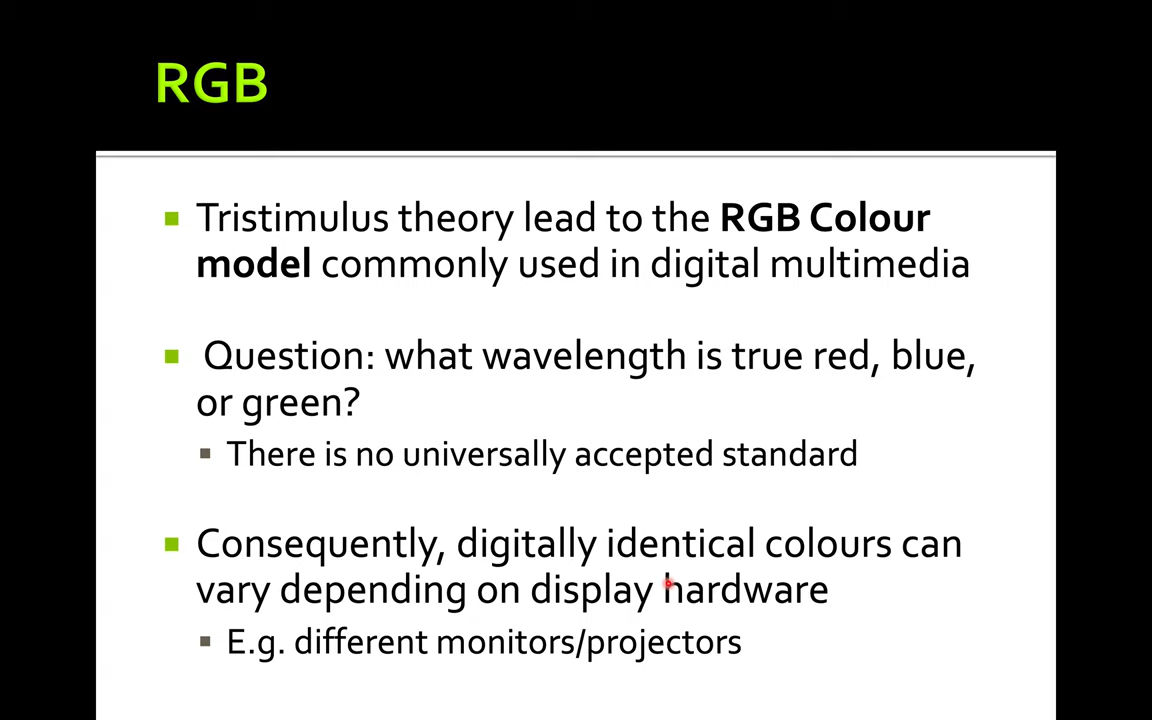 RGB
Tristimulus theory lead to the RGB Colour
model commonly used in digital multimedia
Question: what wavelength is true red, blue,
or green?
There is no universally accepted standard
Consequently, digitally identical colours can
vary depending on display hardware
E.g. different monitors/projectors